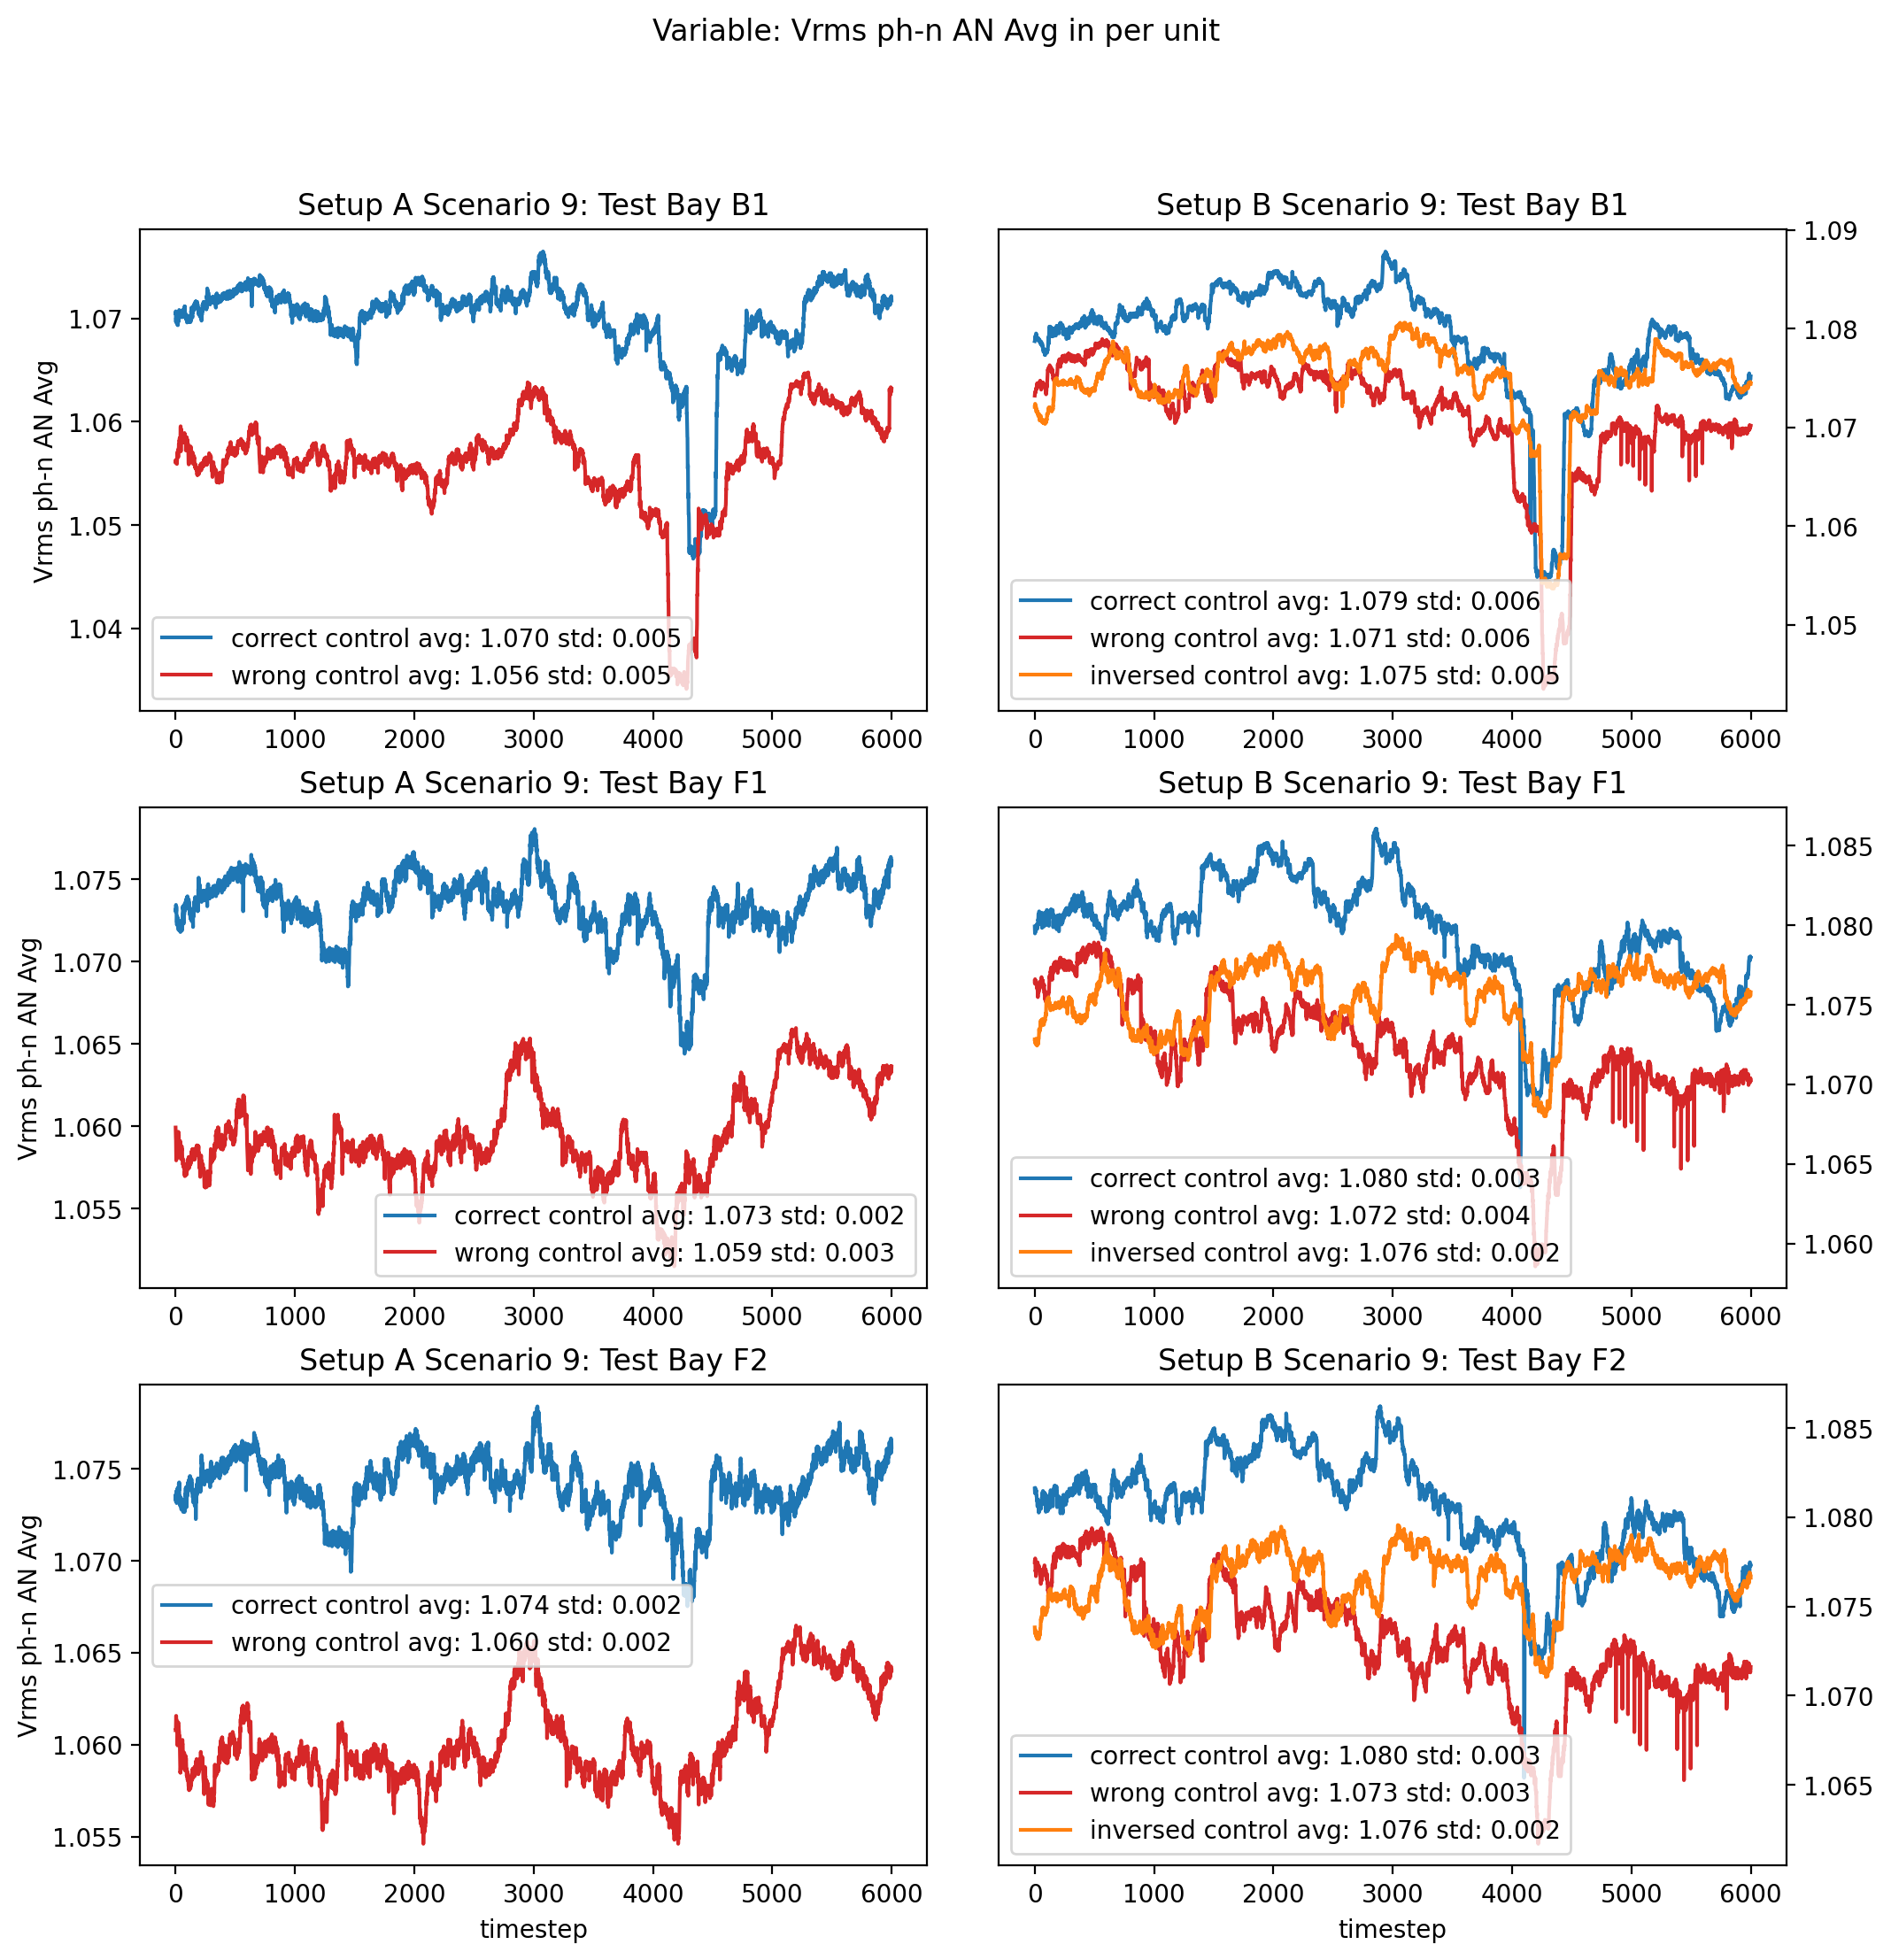 Variable: Vrms ph-n AN Avg in per unit
Setup A Scenario 9: Test Bay B1
Vrms ph-n AN Avg
1.07
1.06
1.05
1.04
correct control avg: 1.070 std: 0.005
wrong control avg: 1.056 std: 0.005
0 1000 2000 3000 4000 5000 6000
Setup B Scenario 9: Test Bay B1
1.09
1.08
1.07
1.06
1.05
correct control avg: 1.079 std: 0.006
wrong control avg: 1.071 std: 0.006
inversed control avg: 1.075 std: 0.005
0 1000 2000 3000 4000 5000 6000
Setup A Scenario 9: Test Bay F1
Vrms ph-n AN Avg
1.075
1.070
1.065
1.060
1.055
correct control avg: 1.073 std: 0.002
wrong control avg: 1.059 std: 0.003
0 1000 2000 3000 4000 5000 6000
Setup B Scenario 9: Test Bay F1
1.085
1.080
1.075
1.070
1.065
1.060
correct control avg: 1.080 std: 0.003
wrong control avg: 1.072 std: 0.004
inversed control avg: 1.076 std: 0.002
0 1000 2000 3000 4000 5000 6000
Setup A Scenario 9: Test Bay F2
Vrms ph-n AN Avg
1.075
1.070
1.065
1.060
1.055
correct control avg: 1.074 std: 0.002
wrong control avg: 1.060 std: 0.002
0 1000 2000 3000 4000 5000 6000
timestep
Setup B Scenario 9: Test Bay F2
1.085
1.080
1.075
1.070
1.065
correct control avg: 1.080 std: 0.003
wrong control avg: 1.073 std: 0.003
inversed control avg: 1.076 std: 0.002
0 1000 2000 3000 4000 5000 6000
timestep